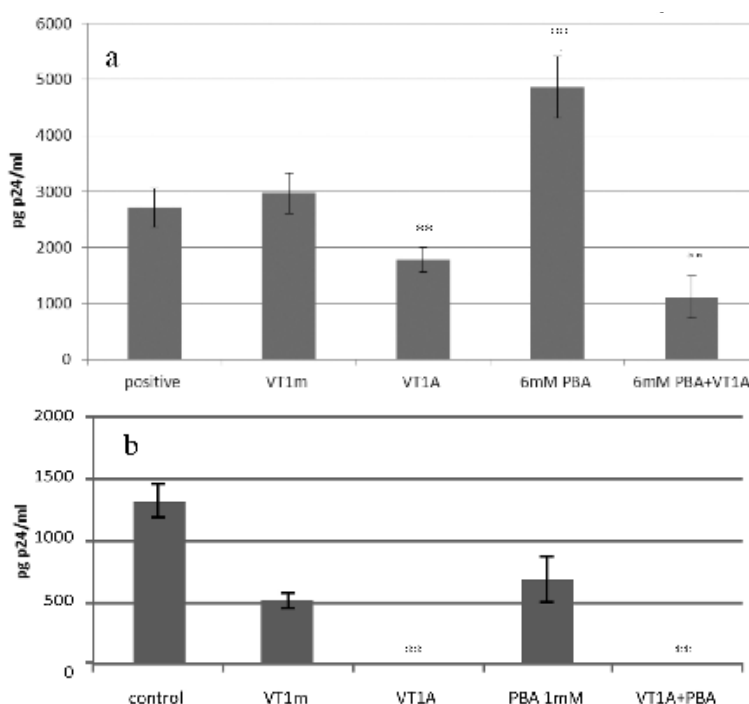 a
6000
5000
4000
3000
2000
1000
0
pg p24/ml
**
**
**
positive VT1m VT1A 6mM PBA 6mM PBA+VT1A
b
2000
1500
1000
500
0
pg p24/ml
**
**
control VT1m VT1A PBA 1mM VT1A+PBA